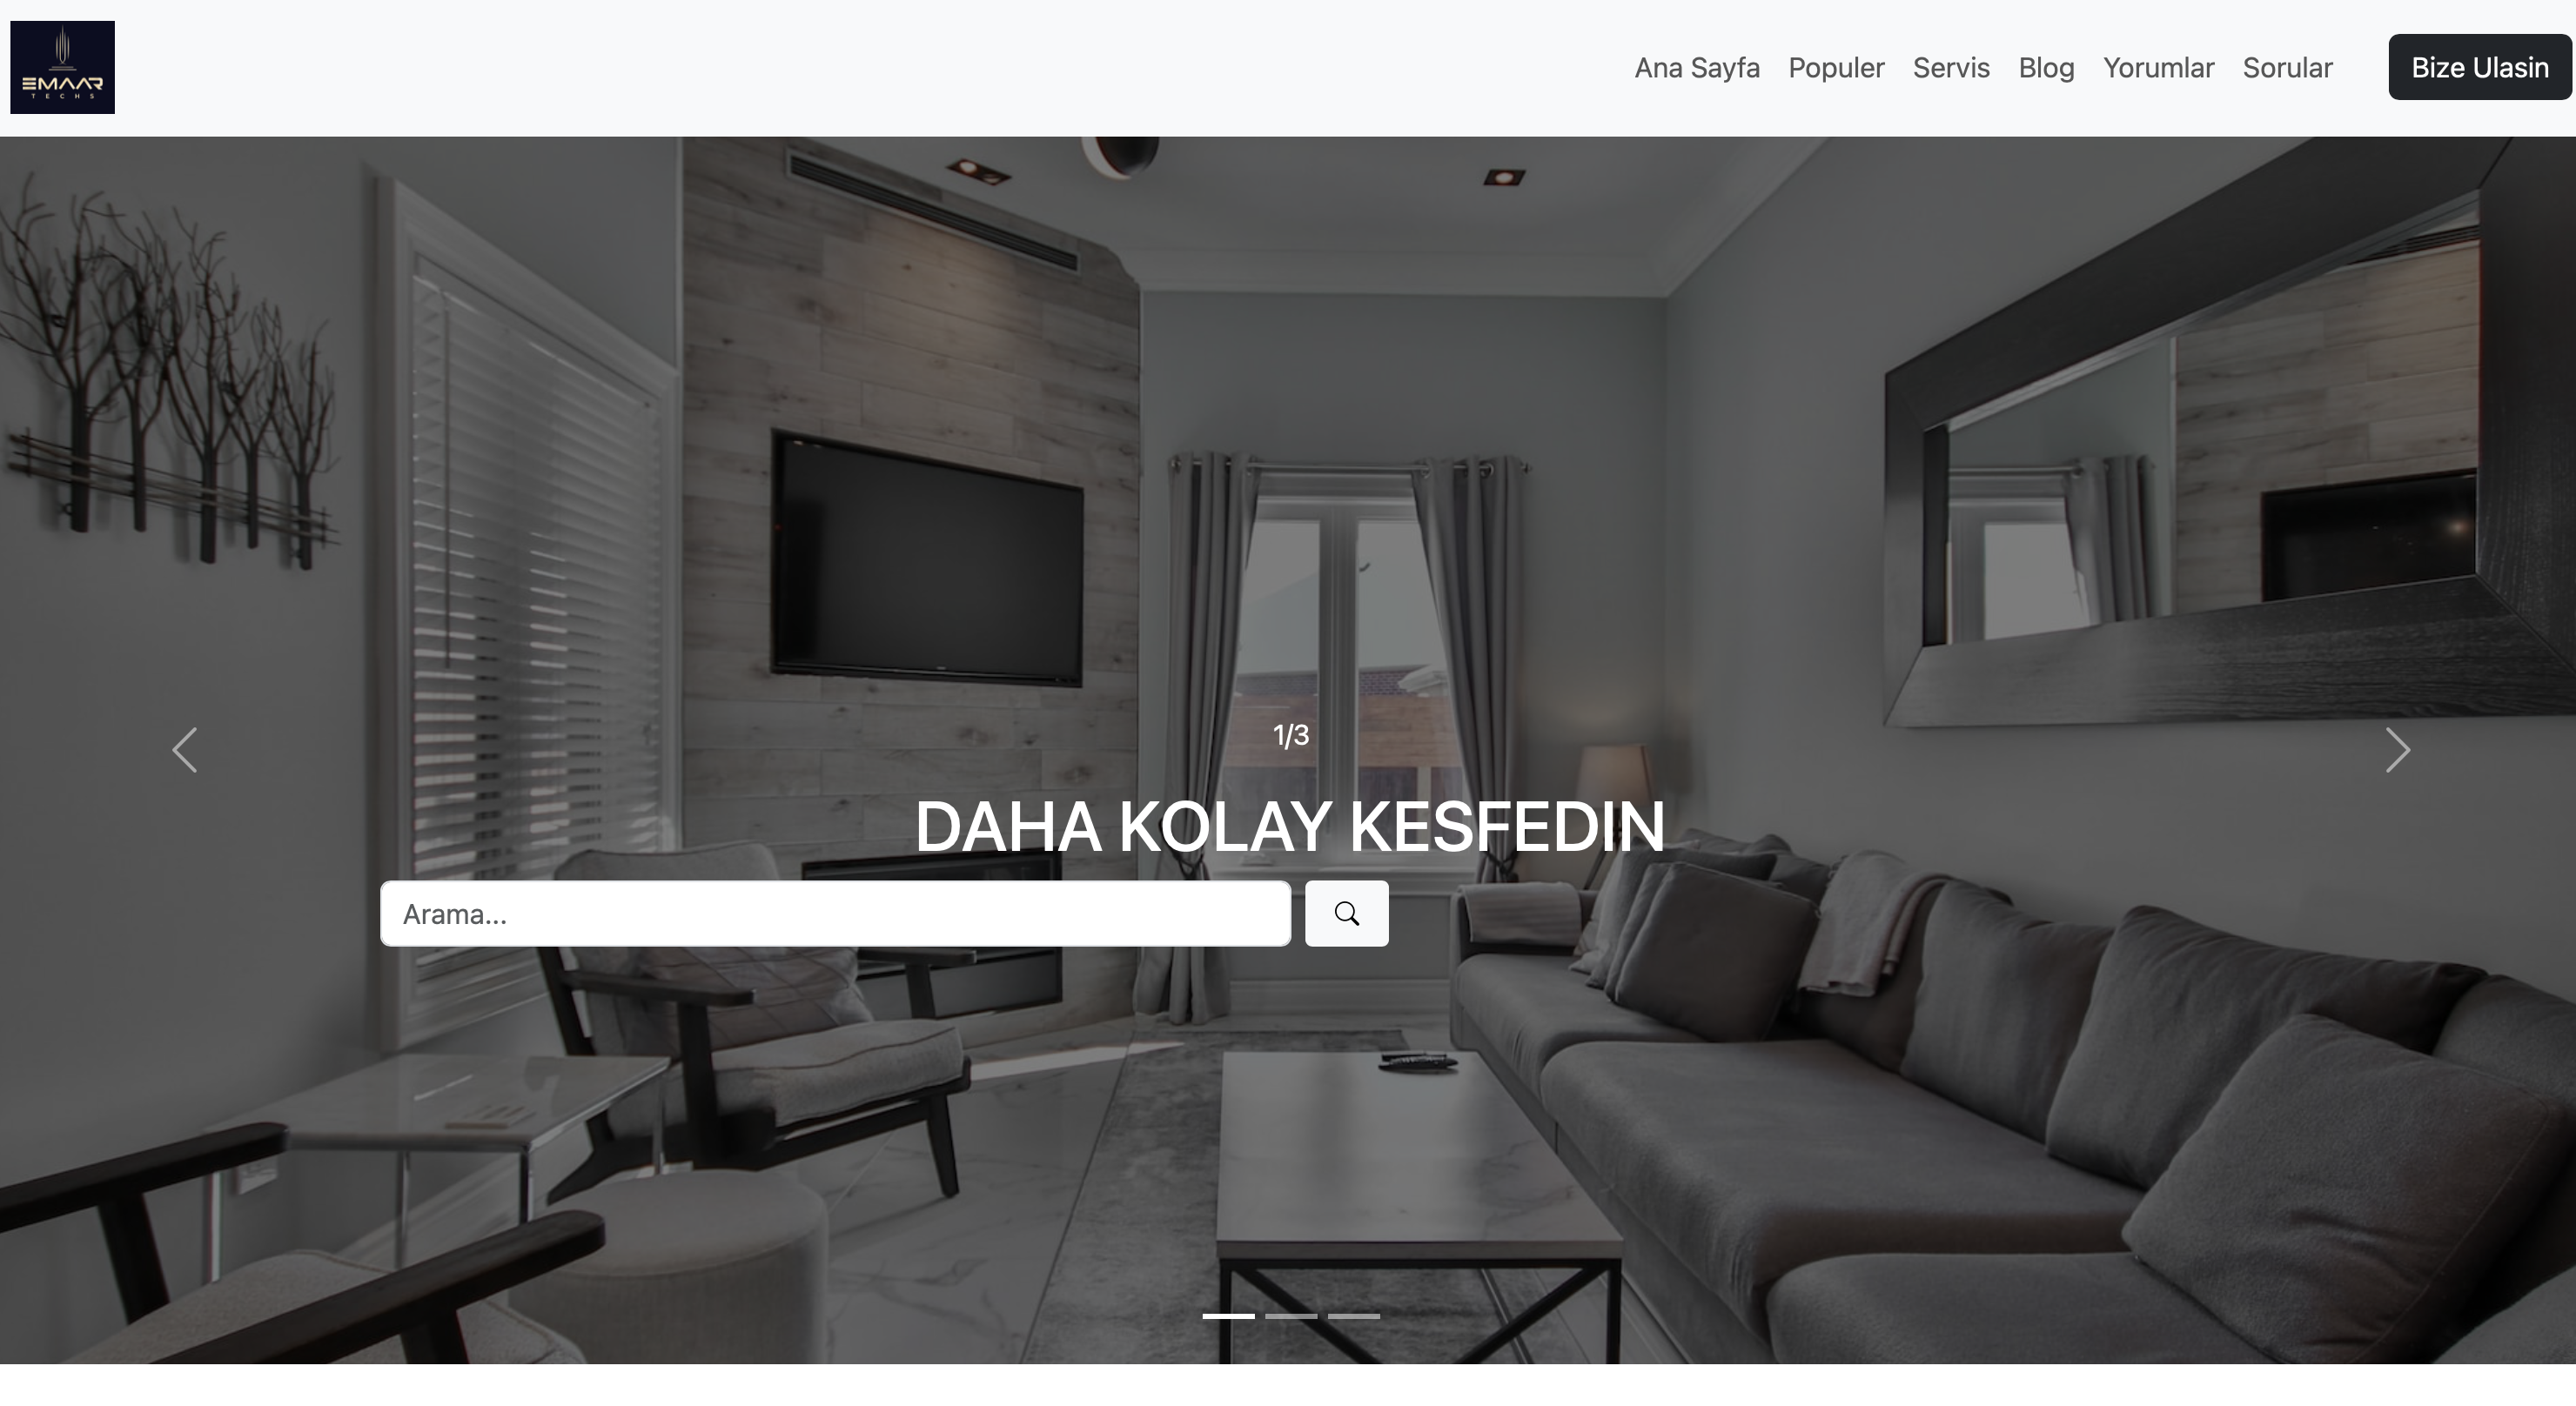 EMAAR
TECHS
Ana Sayfa Populer Servis Blog Yorumlar Sorular Bize Ulasin
1/3
DAHA KOLAY KESFEDIN
Arama...